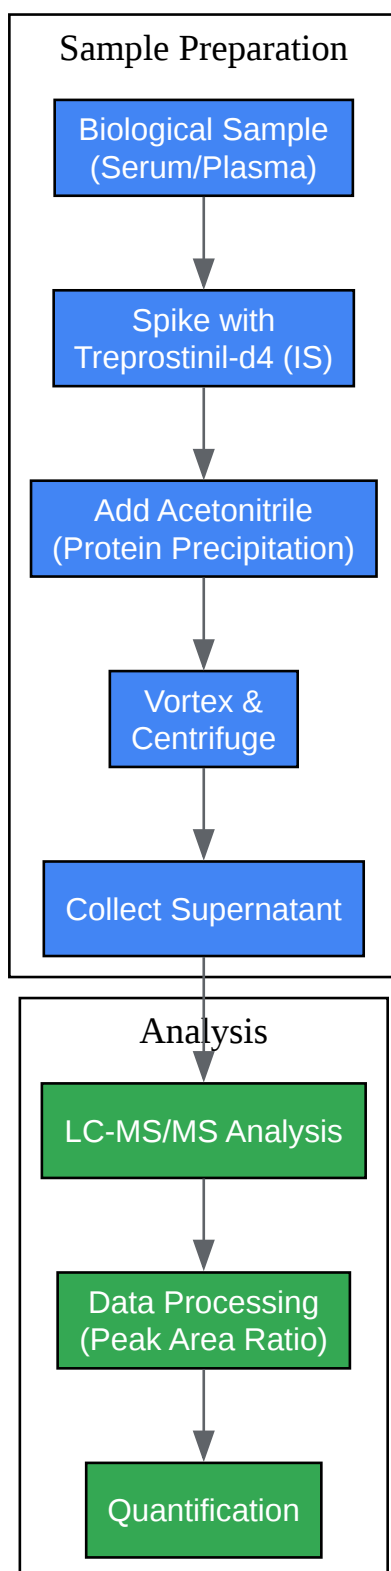 Sample Preparation
Biological Sample
(Serum/Plasma)
Spike with
Treprostinil-d4 (IS)
Add Acetonitrile
(Protein Precipitation)
Vortex &
Centrifuge
Collect Supernatant
Analysis
LC-MS/MS Analysis
Data Processing
(Peak Area Ratio)
Quantification